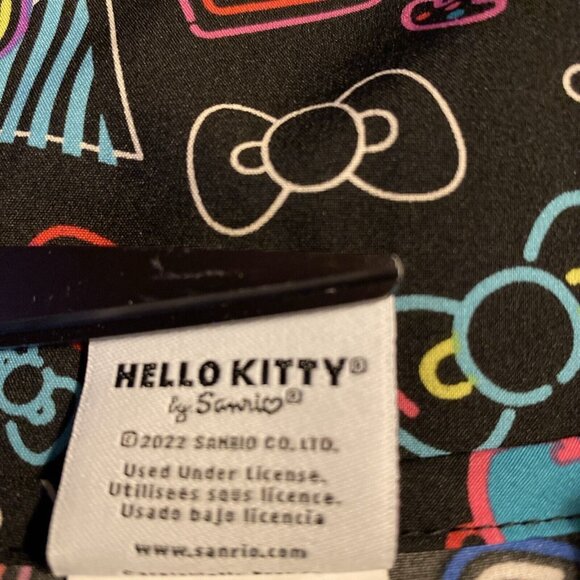 HELLO KITTY®
by Sanrio®
©2022 SANRIO CO., LTD.
Used Under License.
Utilisées sous licence.
Usado bajo licencia
www.sanrio.com